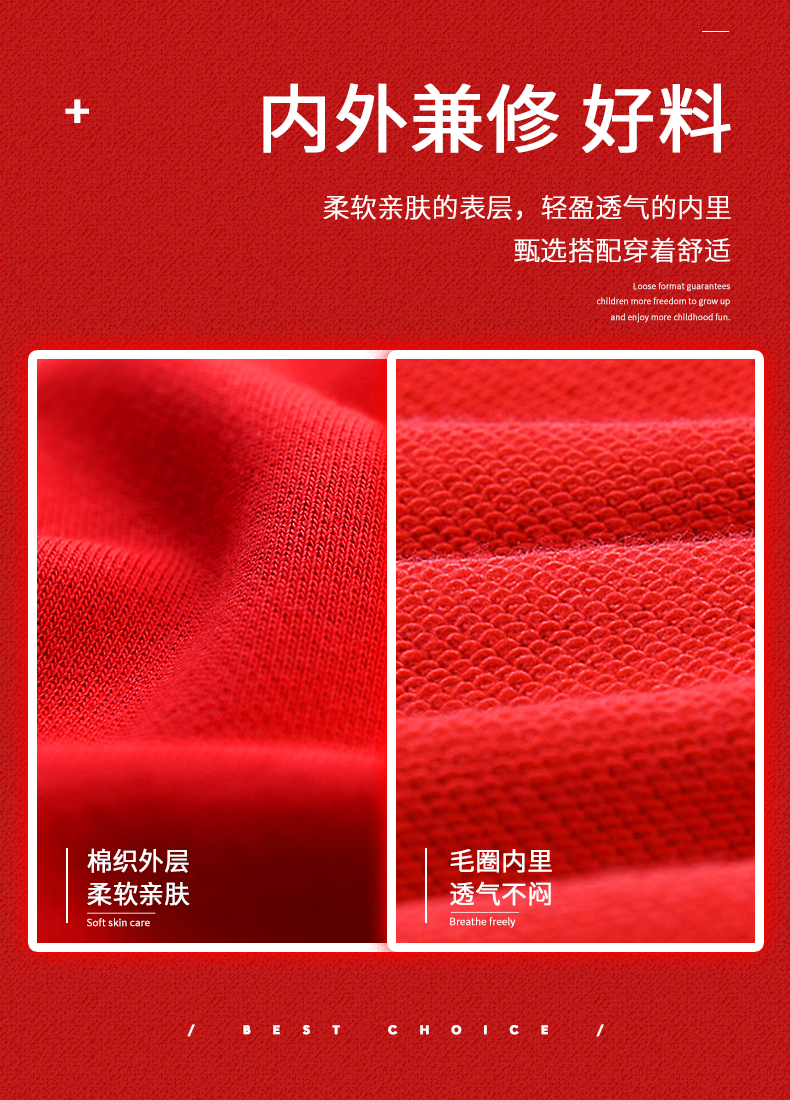 +
内外兼修 好料
柔软亲肤的表层，轻盈透气的内里
甄选搭配穿着舒适
Loose format guarantees
children more freedom to grow up
and enjoy more childhood fun.
棉织外层
柔软亲肤
Soft skin care
毛圈内里
透气不闷
Breathe freely
/ BEST CHOICE /